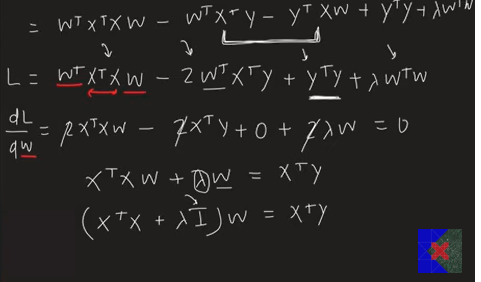 = WᵀXᵀXW − WᵀXᵀY − YᵀXW + YᵀY + λWᵀW
L = WᵀXᵀXW − 2WᵀXᵀY + YᵀY + λWᵀW
dL/dW = 2XᵀXW − 2XᵀY + 0 + 2λW = 0
XᵀXW + λW = XᵀY
(XᵀX + λI)W = XᵀY